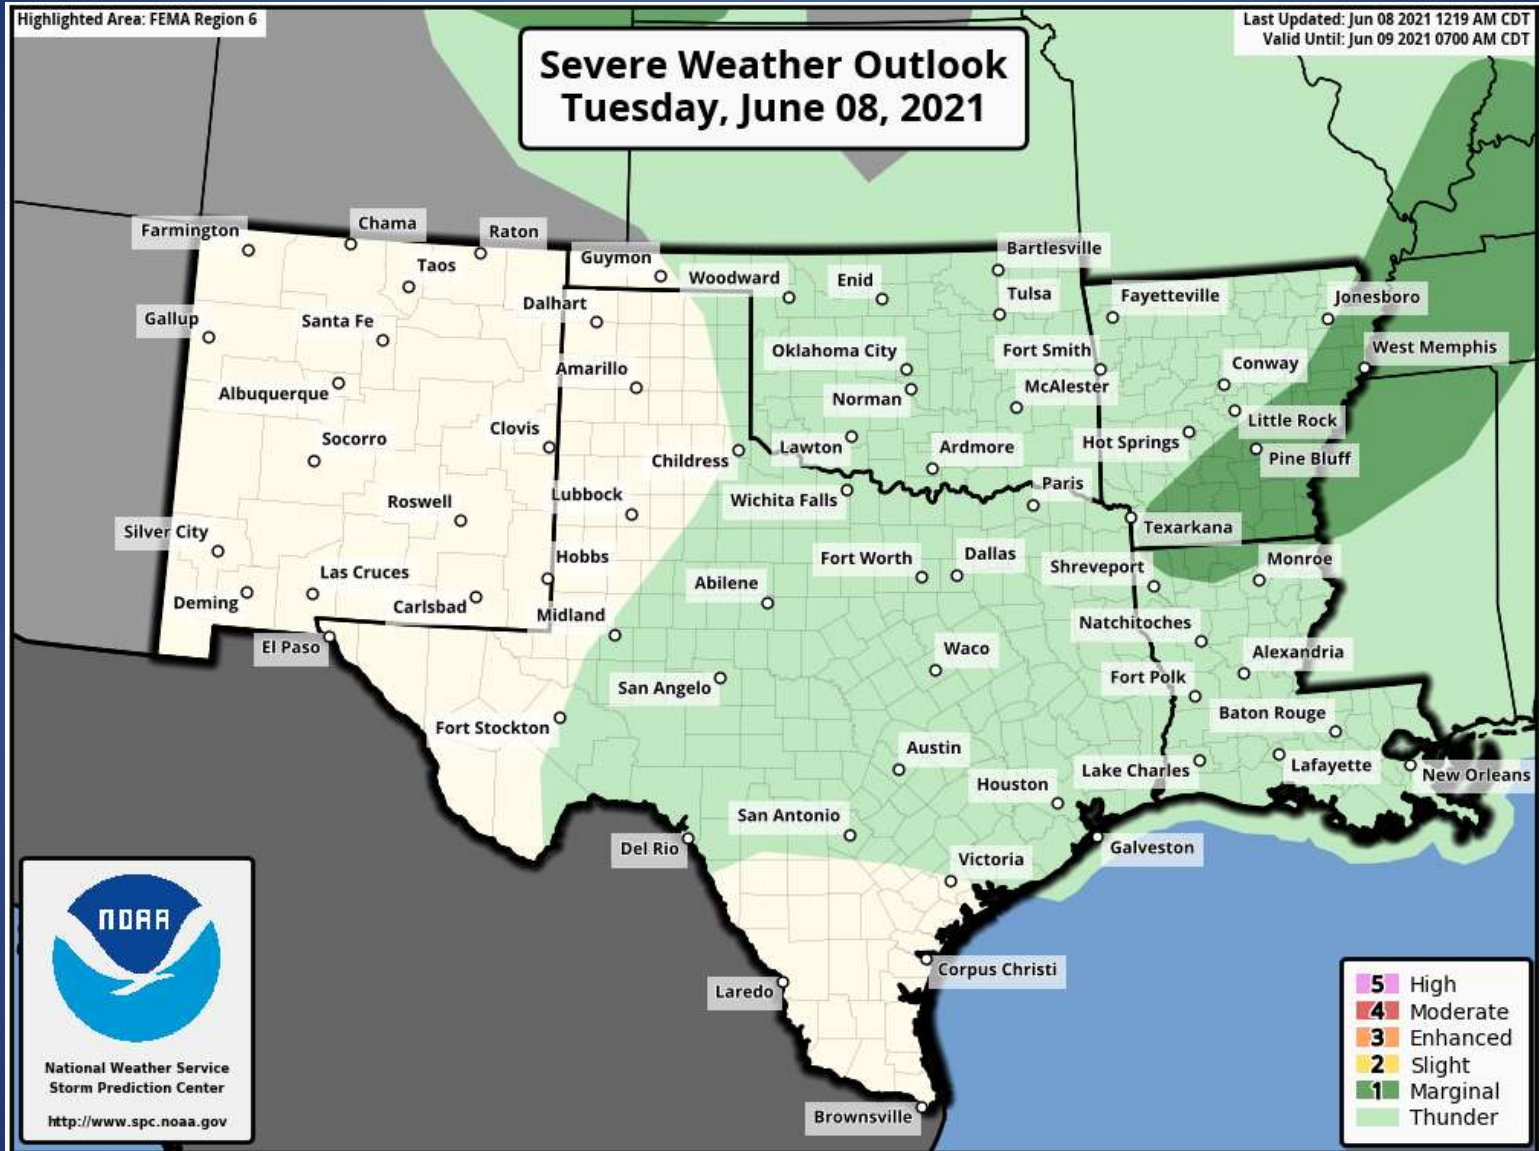 Highlighted Area: FEMA Region 6
Last Updated: Jun 08 2021 1219 AM CDT
Valid Until: Jun 09 2021 0700 AM CDT
Severe Weather Outlook
Tuesday, June 08, 2021
Farmington
Chama
Raton
Taos
Guymon
Woodward
Enid
Bartlesville
Tulsa
Fayetteville
Jonesboro
Gallup
Santa Fe
Dalhart
Oklahoma City
Fort Smith
Conway
West Memphis
Amarillo
Albuquerque
Norman
McAlester
Little Rock
Socorro
Clovis
Childress
Lawton
Ardmore
Hot Springs
Pine Bluff
Roswell
Lubbock
Wichita Falls
Paris
Texarkana
Silver City
Hobbs
Fort Worth
Dallas
Shreveport
Monroe
Las Cruces
Deming
Carlsbad
Midland
Abilene
Natchitoches
El Paso
Waco
Alexandria
San Angelo
Fort Polk
Fort Stockton
Baton Rouge
Austin
Houston
Lake Charles
Lafayette
New Orleans
San Antonio
Del Rio
Galveston
Victoria
Corpus Christi
Laredo
Brownsville
NOAA
National Weather Service
Storm Prediction Center
http://www.spc.noaa.gov
5 High
4 Moderate
3 Enhanced
2 Slight
1 Marginal
Thunder